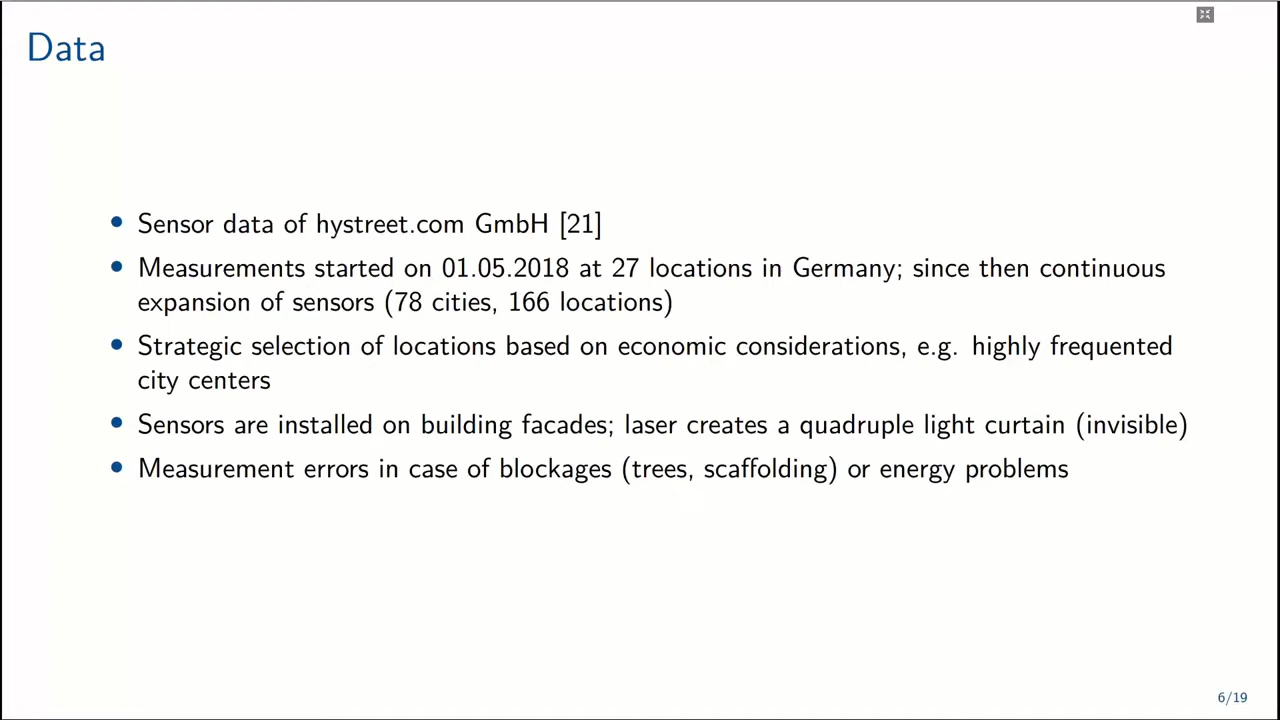 Data
• Sensor data of hystreet.com GmbH [21]
• Measurements started on 01.05.2018 at 27 locations in Germany; since then continuous
expansion of sensors (78 cities, 166 locations)
• Strategic selection of locations based on economic considerations, e.g. highly frequented
city centers
• Sensors are installed on building facades; laser creates a quadruple light curtain (invisible)
• Measurement errors in case of blockages (trees, scaffolding) or energy problems
6/19